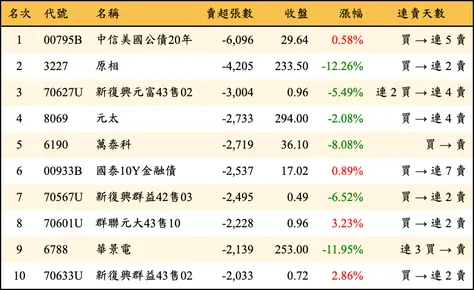 名次 代號 名稱 賣超張數 收盤 漲幅 連賣天數
1 00795B 中信美國公債20年 -6,096 29.64 0.58% 買 → 連 5 賣
2 3227 原相 -4,205 233.50 -12.26% 買 → 連 2 賣
3 70627U 新復興元富43售02 -3,004 0.96 -5.49% 連 2 買 → 連 4 賣
4 8069 元太 -2,733 294.00 -2.08% 買 → 連 4 賣
5 6190 萬泰科 -2,719 36.10 -8.08% 買 → 賣
6 00933B 國泰10Y金融債 -2,537 17.02 0.89% 買 → 連 7 賣
7 70567U 新復興群益42售03 -2,495 0.49 -6.52% 買 → 連 2 賣
8 70601U 群聯元大43售10 -2,228 0.96 3.23% 買 → 連 2 賣
9 6788 華景電 -2,139 253.00 -11.95% 連 3 買 → 賣
10 70633U 新復興群益43售02 -2,033 0.72 2.86% 買 → 連 2 賣